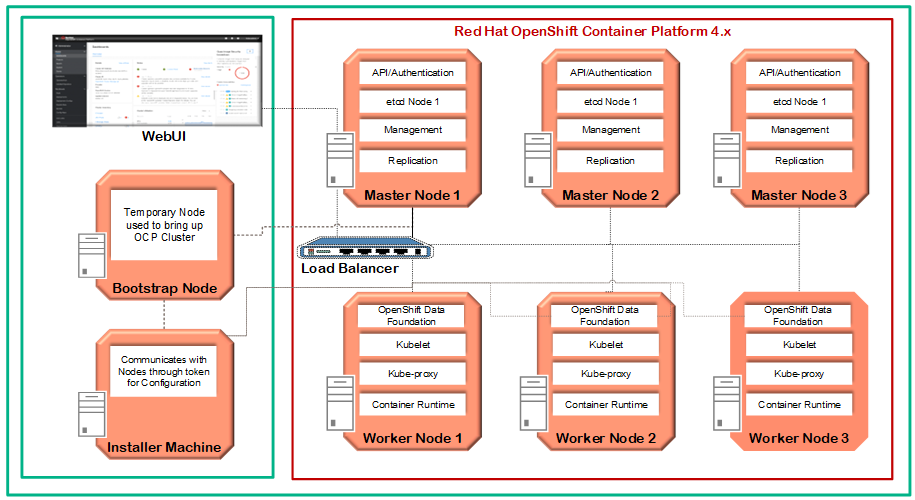 Red Hat OpenShift Container Platform 4.x
WebUI
API/Authentication
etcd Node 1
Management
Replication
Master Node 1
API/Authentication
etcd Node 1
Management
Replication
Master Node 2
API/Authentication
etcd Node 1
Management
Replication
Master Node 3
Temporary Node
used to bring up
OCP Cluster
Bootstrap Node
Load Balancer
Communicates with
Nodes through token
for Configuration
Installer Machine
OpenShift Data
Foundation
Kubelet
Kube-proxy
Container Runtime
Worker Node 1
OpenShift Data
Foundation
Kubelet
Kube-proxy
Container Runtime
Worker Node 2
OpenShift Data
Foundation
Kubelet
Kube-proxy
Container Runtime
Worker Node 3